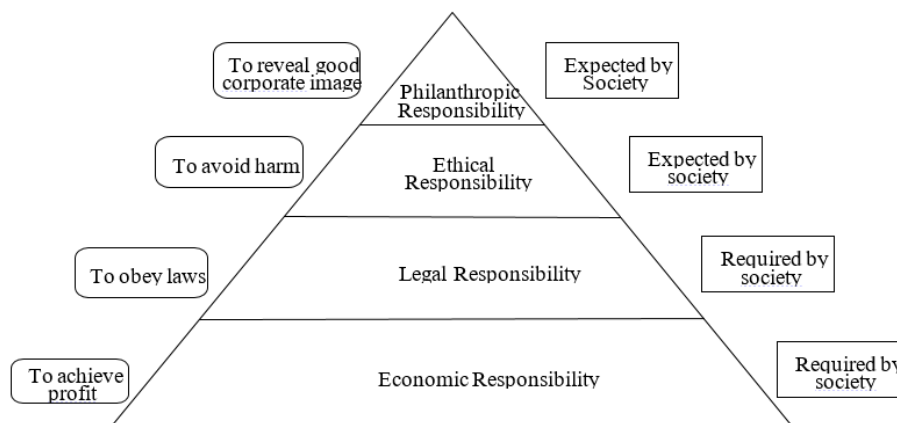 To reveal good
corporate image
Expected by
Society
Philanthropic
Responsibility
To avoid harm
Ethical
Responsibility
Expected by
society
To obey laws
Legal Responsibility
Required by
society
To achieve
profit
Economic Responsibility
Required by
society